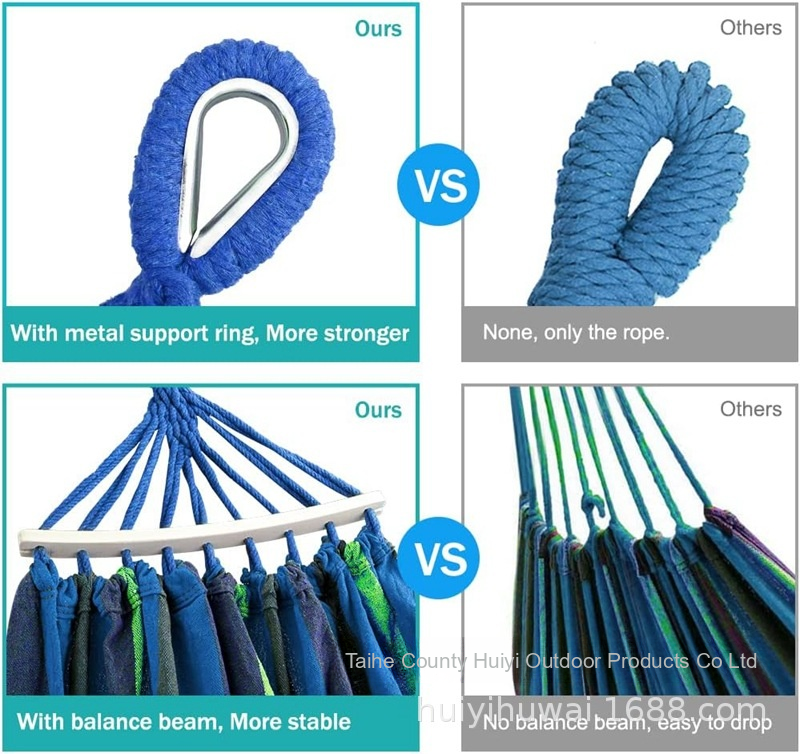 Ours
Others
VS
With metal support ring, More stronger
None, only the rope.
Ours
Others
VS
Taihe County Huiyi Outdoor Products Co Ltd
With balance beam, More stable
No balance beam, easy to drop
huiyihuwai.1688.com